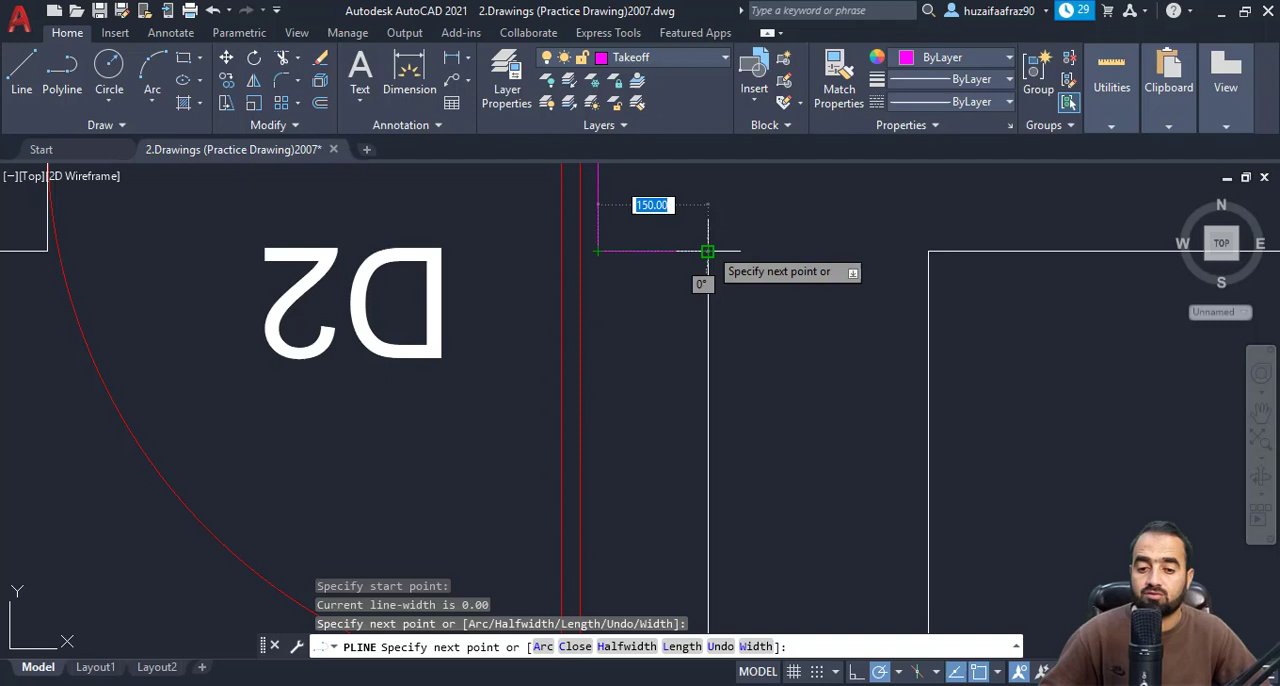 Autodesk AutoCAD 2021 2.Drawings (Practice Drawing)2007.dwg
Type a keyword or phrase
huzaifaafraz90
29
Home Insert Annotate Parametric View Manage Output Add-ins Collaborate Express Tools Featured Apps
Line Polyline Circle Arc
Draw
Modify
Text Dimension
Annotation
Layer Properties
Takeoff
Layers
Insert
Block
Match Properties
ByLayer
ByLayer
ByLayer
Properties
Group
Groups
Utilities
Clipboard
View
Start
2.Drawings (Practice Drawing)2007*
[−][Top][2D Wireframe]
N
W TOP E
S
Unnamed
150.00
Specify next point or
0°
D2
Y
X
Specify start point:
Current line-width is 0.00
Specify next point or [Arc/Halfwidth/Length/Undo/Width]:
PLINE Specify next point or [Arc Close Halfwidth Length Undo Width]:
Model Layout1 Layout2
MODEL